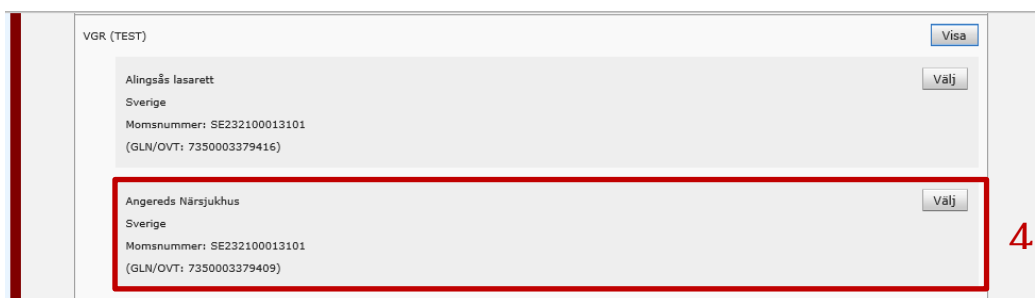 VGR (TEST)
Visa
Alingsås lasarett
Välj
Sverige
Momsnummer: SE232100013101
(GLN/OVT: 7350003379416)
Angereds Närsjukhus
Välj
Sverige
Momsnummer: SE232100013101
(GLN/OVT: 7350003379409)
4